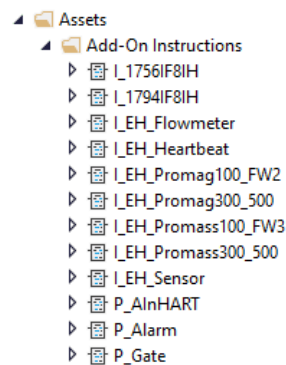 Assets
Add-On Instructions
I_1756IF8IH
I_1794IF8IH
I_EH_Flowmeter
I_EH_Heartbeat
I_EH_Promag100_FW2
I_EH_Promag300_500
I_EH_Promass100_FW3
I_EH_Promass300_500
I_EH_Sensor
P_AInHART
P_Alarm
P_Gate